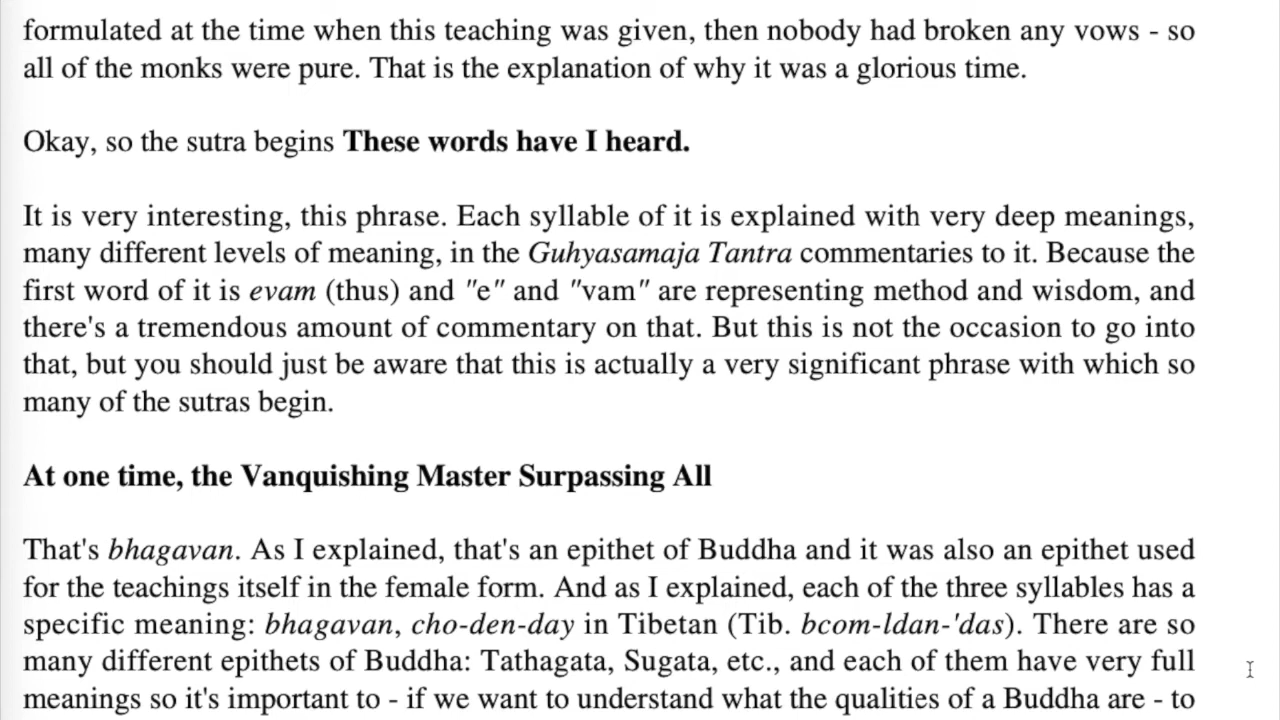 formulated at the time when this teaching was given, then nobody had broken any vows - so
all of the monks were pure. That is the explanation of why it was a glorious time.
Okay, so the sutra begins These words have I heard.
It is very interesting, this phrase. Each syllable of it is explained with very deep meanings,
many different levels of meaning, in the Guhyasamaja Tantra commentaries to it. Because the
first word of it is evam (thus) and "e" and "vam" are representing method and wisdom, and
there's a tremendous amount of commentary on that. But this is not the occasion to go into
that, but you should just be aware that this is actually a very significant phrase with which so
many of the sutras begin.
At one time, the Vanquishing Master Surpassing All
That's bhagavan. As I explained, that's an epithet of Buddha and it was also an epithet used
for the teachings itself in the female form. And as I explained, each of the three syllables has a
specific meaning: bhagavan, cho-den-day in Tibetan (Tib. bcom-ldan-'das). There are so
many different epithets of Buddha: Tathagata, Sugata, etc., and each of them have very full
meanings so it's important to - if we want to understand what the qualities of a Buddha are - to